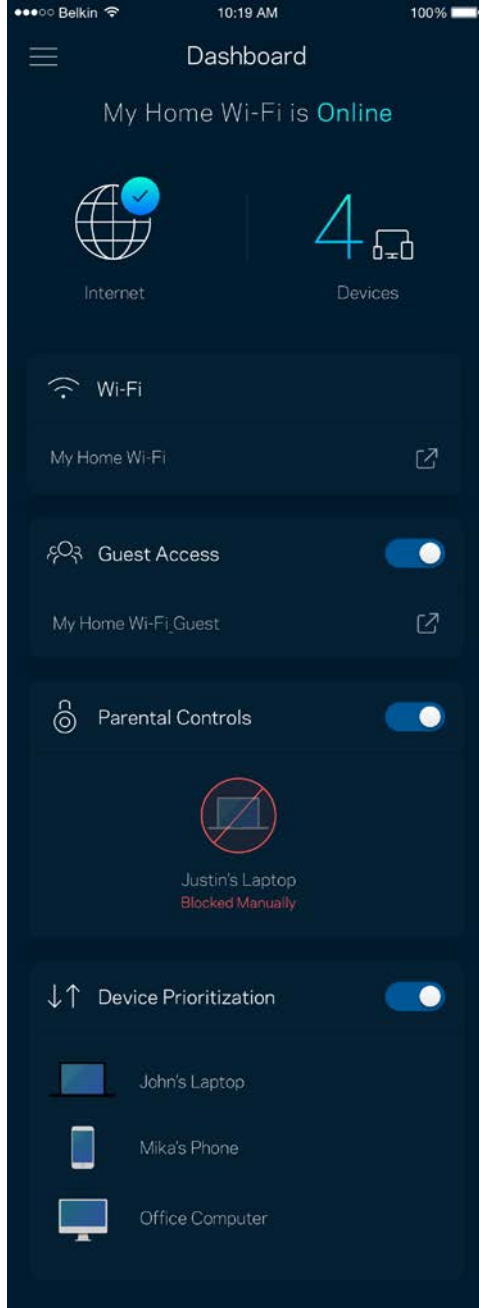 Belkin 10:19 AM 100%
Dashboard
My Home Wi-Fi is Online
4
Internet Devices
Wi-Fi
My Home Wi-Fi
Guest Access
My Home Wi-Fi_Guest
Parental Controls
Justin's Laptop
Blocked Manually
Device Prioritization
John's Laptop
Mika's Phone
Office Computer